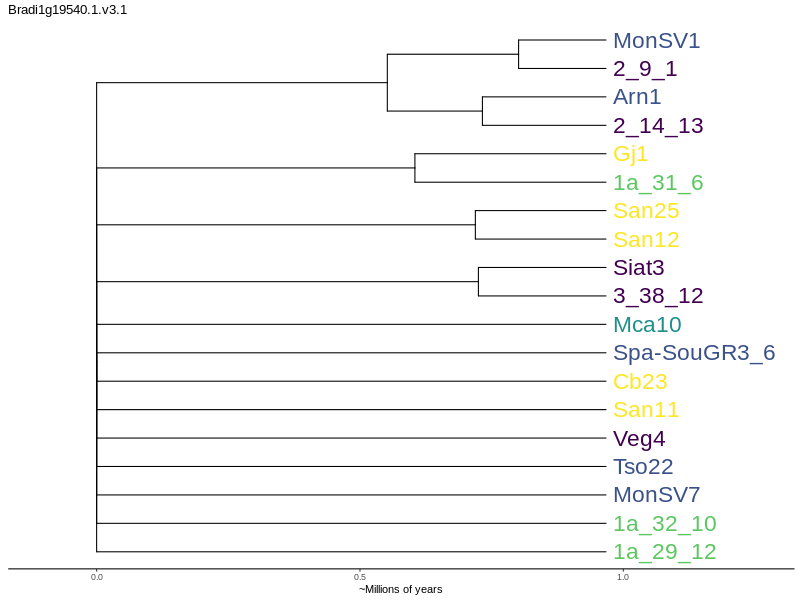 Bradi1g19540.1.v3.1
MonSV1
2_9_1
Arn1
2_14_13
Gj1
1a_31_6
San25
San12
Siat3
3_38_12
Mca10
Spa-SouGR3_6
Cb23
San11
Veg4
Tso22
MonSV7
1a_32_10
1a_29_12
0.0 0.5 1.0
~Millions of years